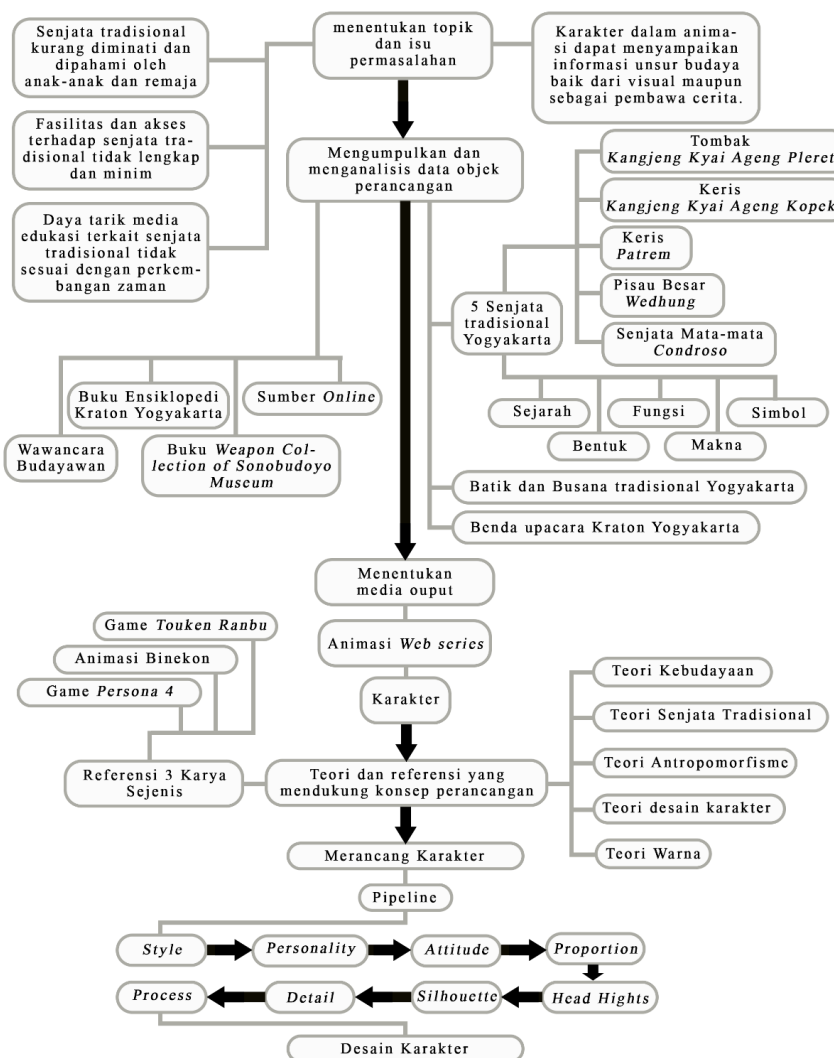 Senjata tradisional
kurang diminati dan
dipahami oleh
anak-anak dan remaja
menentukan topik
dan isu
permasalahan
Karakter dalam anima-
si dapat menyampaikan
informasi unsur budaya
baik dari visual maupun
sebagai pembawa cerita.
Fasilitas dan akses
terhadap senjata tra-
disional tidak lengkap
dan minim
Mengumpulkan dan
menganalisis data objek
perancangan
Daya tarik media
edukasi terkait senjata
tradisional tidak
sesuai dengan perkem-
bangan zaman
Tombak
Kangjeng Kyai Ageng Pleret
Keris
Kangjeng Kyai Ageng Kopek
Keris
Patrem
Pisau Besar
Wedhung
Senjata Mata-mata
Condroso
5 Senjata
tradisional
Yogyakarta
Sejarah
Bentuk
Fungsi
Makna
Simbol
Wawancara
Budayawan
Buku Ensiklopedi
Kraton Yogyakarta
Buku Weapon Col-
lection of Sonobudoyo
Museum
Sumber Online
Batik dan Busana tradisional Yogyakarta
Benda upacara Kraton Yogyakarta
Menentukan
media ouput
Animasi Web series
Karakter
Game Touken Ranbu
Animasi Binekon
Game Persona 4
Referensi 3 Karya
Sejenis
Teori dan referensi yang
mendukung konsep perancangan
Teori Kebudayaan
Teori Senjata Tradisional
Teori Antropomorfisme
Teori desain karakter
Teori Warna
Merancang Karakter
Pipeline
Style
Personality
Attitude
Proportion
Head Hights
Silhouette
Detail
Process
Desain Karakter